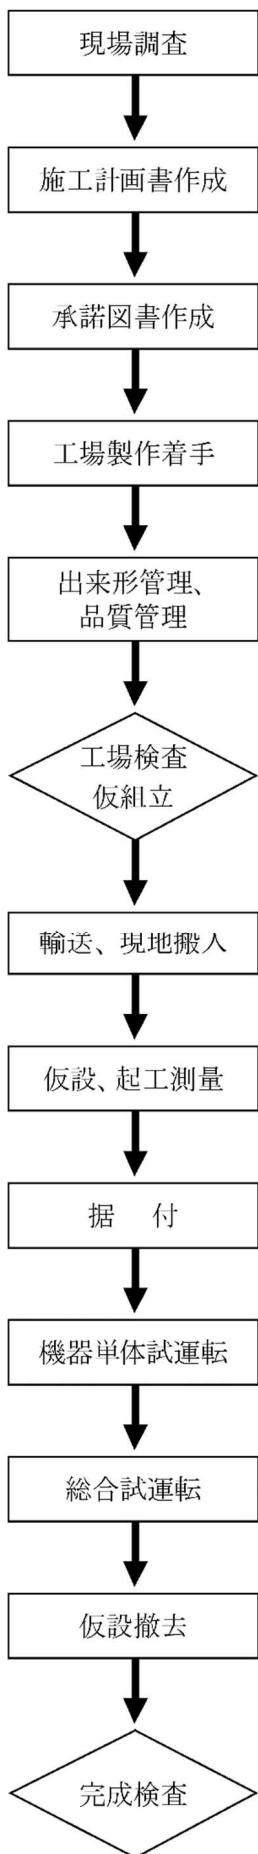 現場調査
施工計画書作成
承諾図書作成
工場製作着手
出来形管理、
品質管理
工場検査
仮組立
輸送、現地搬人
仮設、起工測量
据　付
機器単体試運転
総合試運転
仮設撤去
完成検査